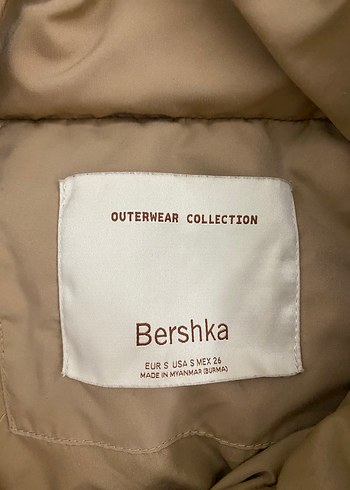 OUTERWEAR COLLECTION
Bershka
EUR S USA S MEX 26
MADE IN MYANMAR (BURMA)